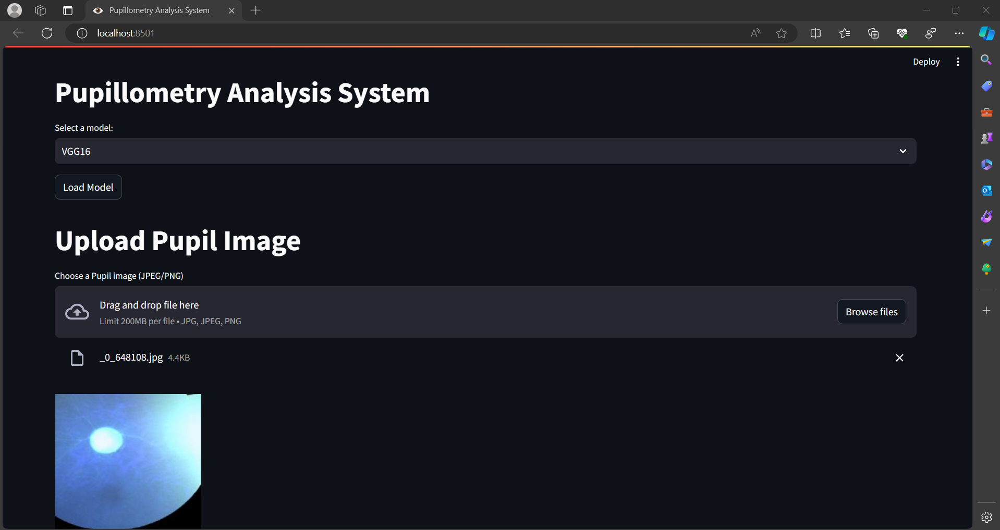 Pupillometry Analysis System
localhost:8501
Deploy
Pupillometry Analysis System
Select a model:
VGG16
Load Model
Upload Pupil Image
Choose a Pupil image (JPEG/PNG)
Drag and drop file here
Limit 200MB per file • JPG, JPEG, PNG
Browse files
_0_648108.jpg 4.4KB